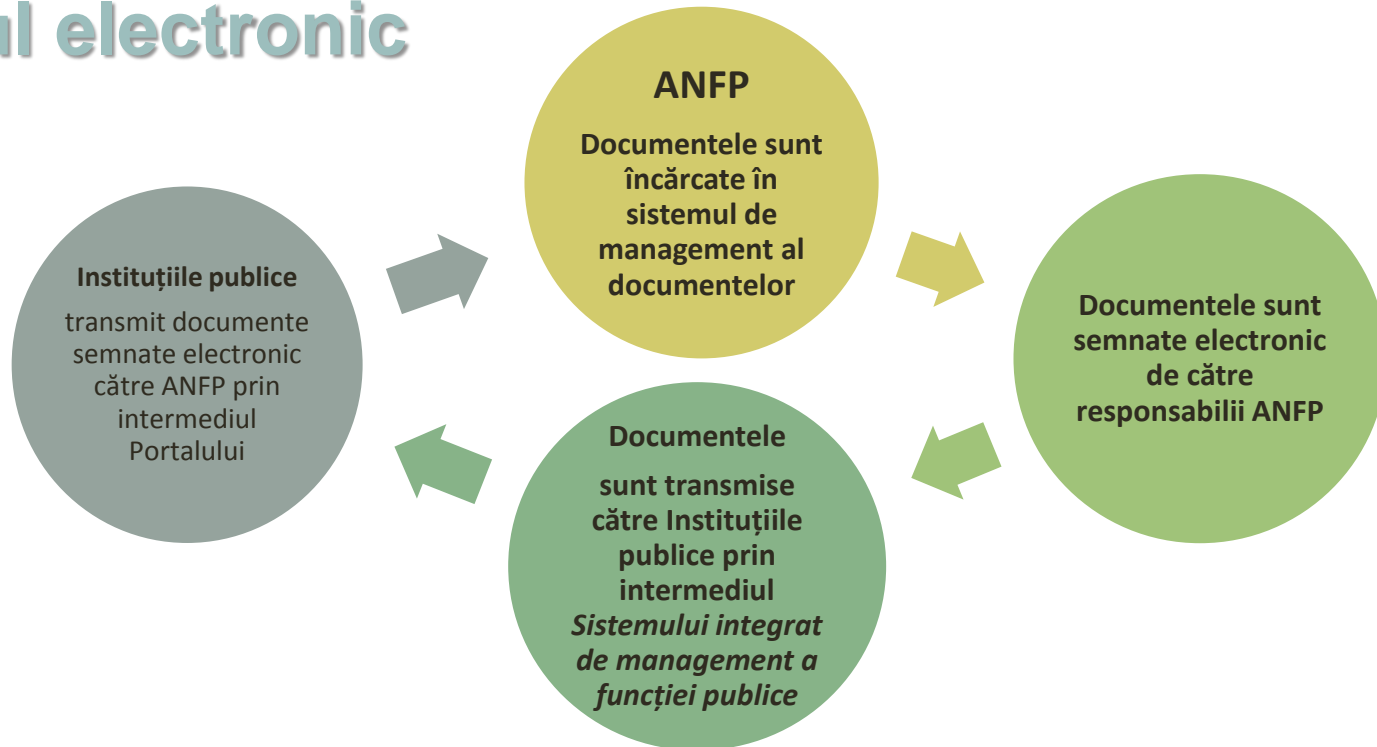 ul electronic
Instituțiile publice
transmit documente
semnate electronic
către ANFP prin
intermediul
Portalului
ANFP
Documentele sunt
încărcate în
sistemul de
management al
documentelor
Documentele sunt
semnate electronic
de către
responsabilii ANFP
Documentele
sunt transmise
către Instituțiile
publice prin
intermediul
Sistemului integrat
de management a
funcției publice